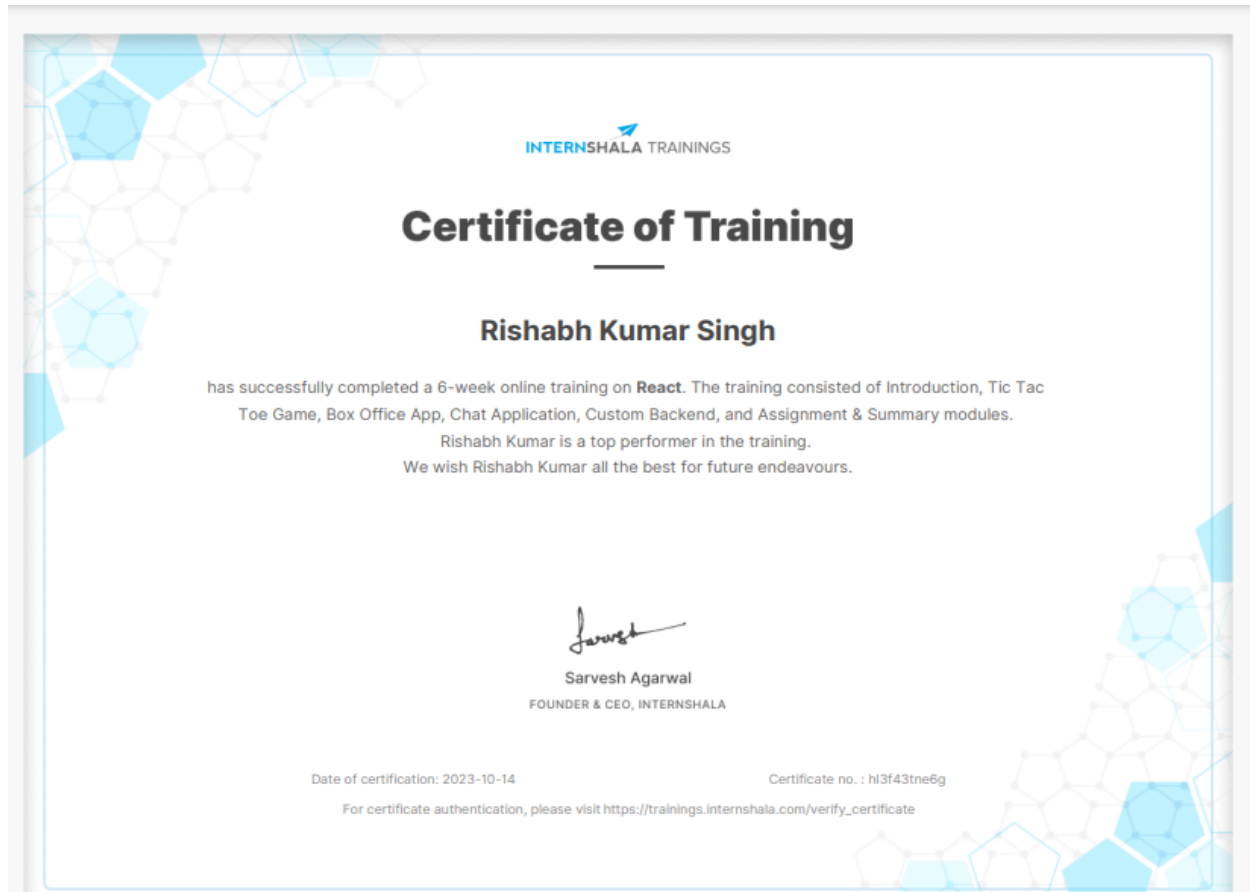 INTERNSHALA TRAININGS
Certificate of Training
Rishabh Kumar Singh
has successfully completed a 6-week online training on React. The training consisted of Introduction, Tic Tac
Toe Game, Box Office App, Chat Application, Custom Backend, and Assignment & Summary modules.
Rishabh Kumar is a top performer in the training.
We wish Rishabh Kumar all the best for future endeavours.
Sarvesh
Sarvesh Agarwal
FOUNDER & CEO, INTERNSHALA
Date of certification: 2023-10-14 Certificate no. : hl3f43tne6g
For certificate authentication, please visit https://trainings.internshala.com/verify_certificate